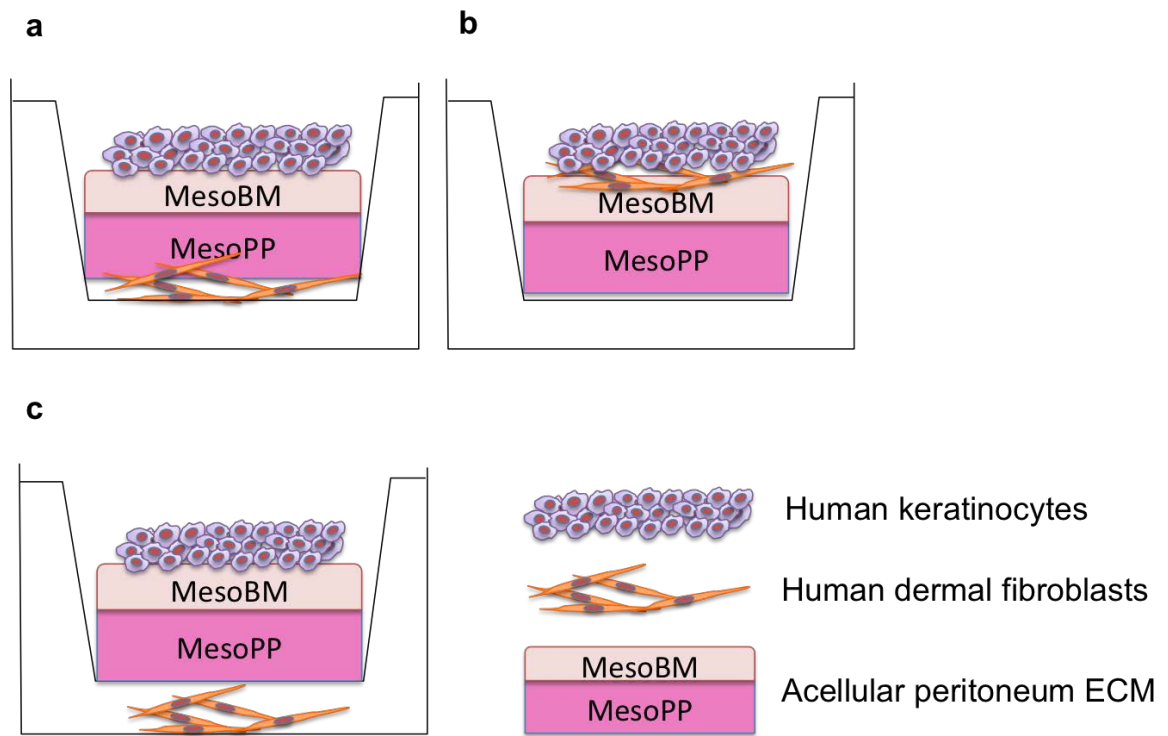 a
b
MesoBM
MesoPP
MesoBM
MesoPP
c
MesoBM
MesoPP
Human keratinocytes
Human dermal fibroblasts
MesoBM
MesoPP
Acellular peritoneum ECM